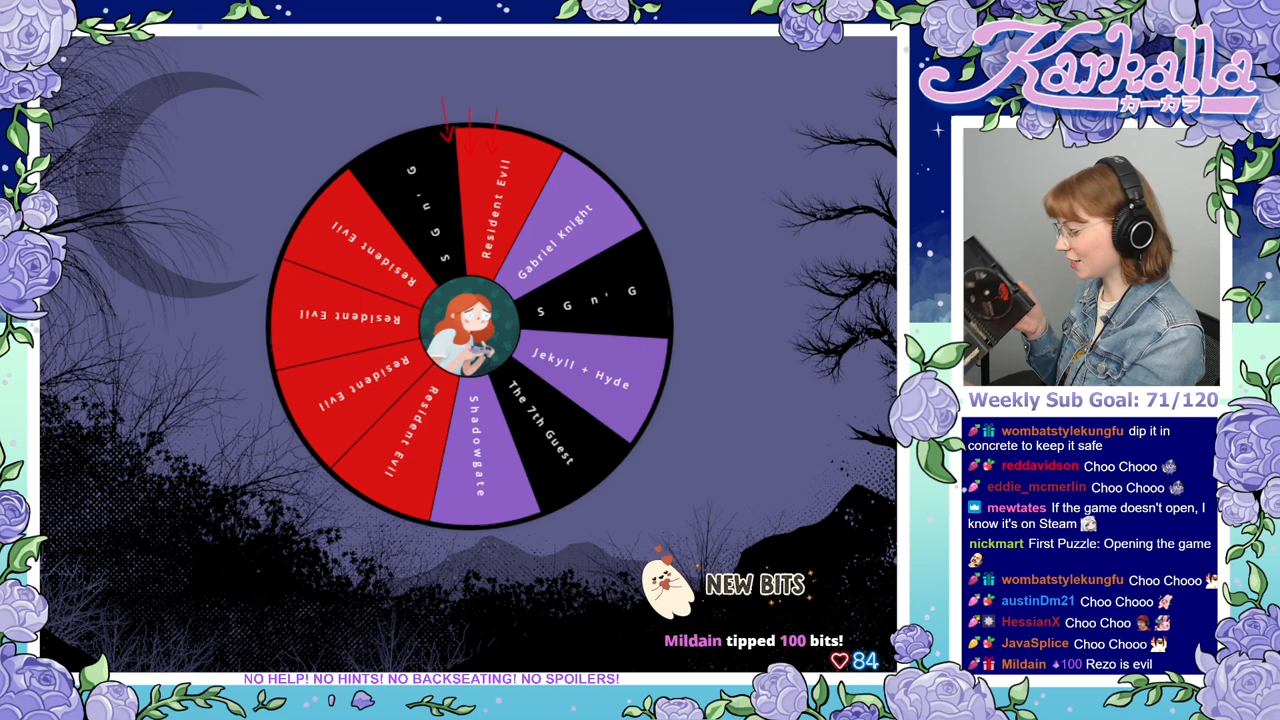 Karkalla
カーカラ
G n' G S
Resident Evil
Gabriel Knight
S G n' G
Jekyll + Hyde
The 7th Guest
Shadowgate
Resident Evil
Resident Evil
Resident Evil
Resident Evil
NEW BITS
Mildain tipped 100 bits!
84
NO HELP! NO HINTS! NO BACKSEATING! NO SPOILERS!
Weekly Sub Goal: 71/120
wombatstylekungfu dip it in
concrete to keep it safe
reddavidson Choo Chooo
eddie_mcmerlin Choo Chooo
mewtates If the game doesn't open, I
know it's on Steam
nickmart First Puzzle: Opening the game
wombatstylekungfu Choo Chooo
austinDm21 Choo Chooo
HessianX Choo Choo
JavaSplice Choo Chooo
Mildain 100 Rezo is evil